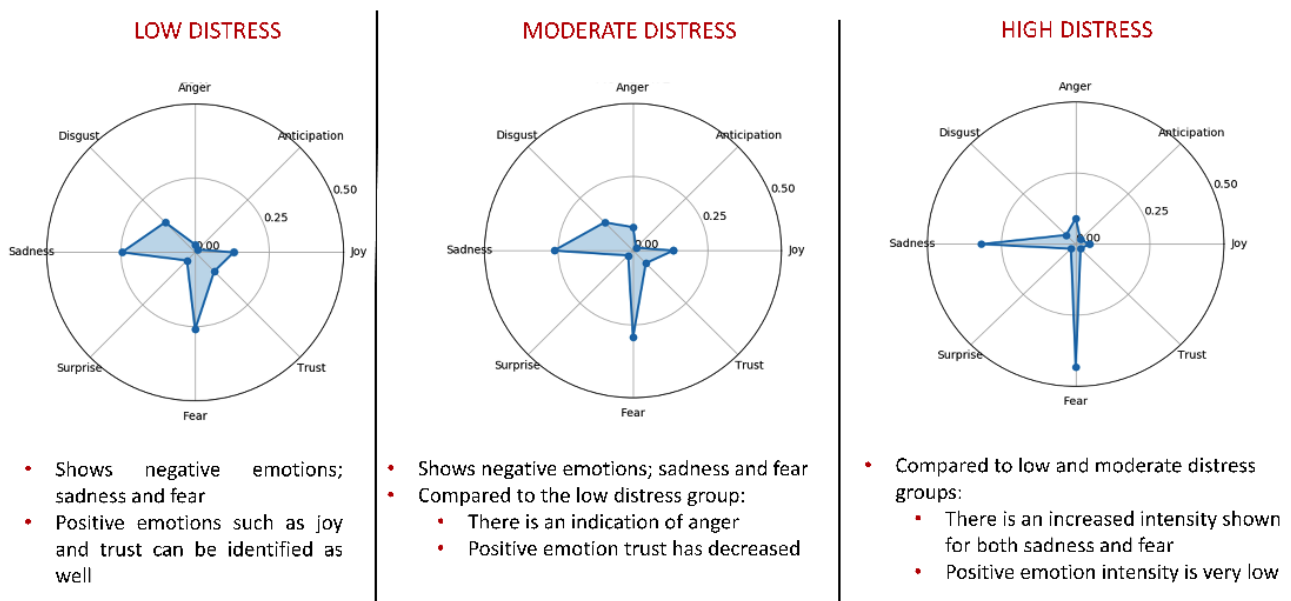 LOW DISTRESS
Anger
Disgust
Anticipation
0.50
0.25
0.00
Sadness
Joy
Surprise
Trust
Fear
• Shows negative emotions;
sadness and fear
• Positive emotions such as joy
and trust can be identified as
well
MODERATE DISTRESS
Anger
Disgust
Anticipation
0.50
0.25
0.00
Sadness
Joy
Surprise
Trust
Fear
• Shows negative emotions; sadness and fear
• Compared to the low distress group:
• There is an indication of anger
• Positive emotion trust has decreased
HIGH DISTRESS
Anger
Disgust
Anticipation
0.50
0.25
0.00
Sadness
Joy
Surprise
Trust
Fear
• Compared to low and moderate distress
groups:
• There is an increased intensity shown
for both sadness and fear
• Positive emotion intensity is very low